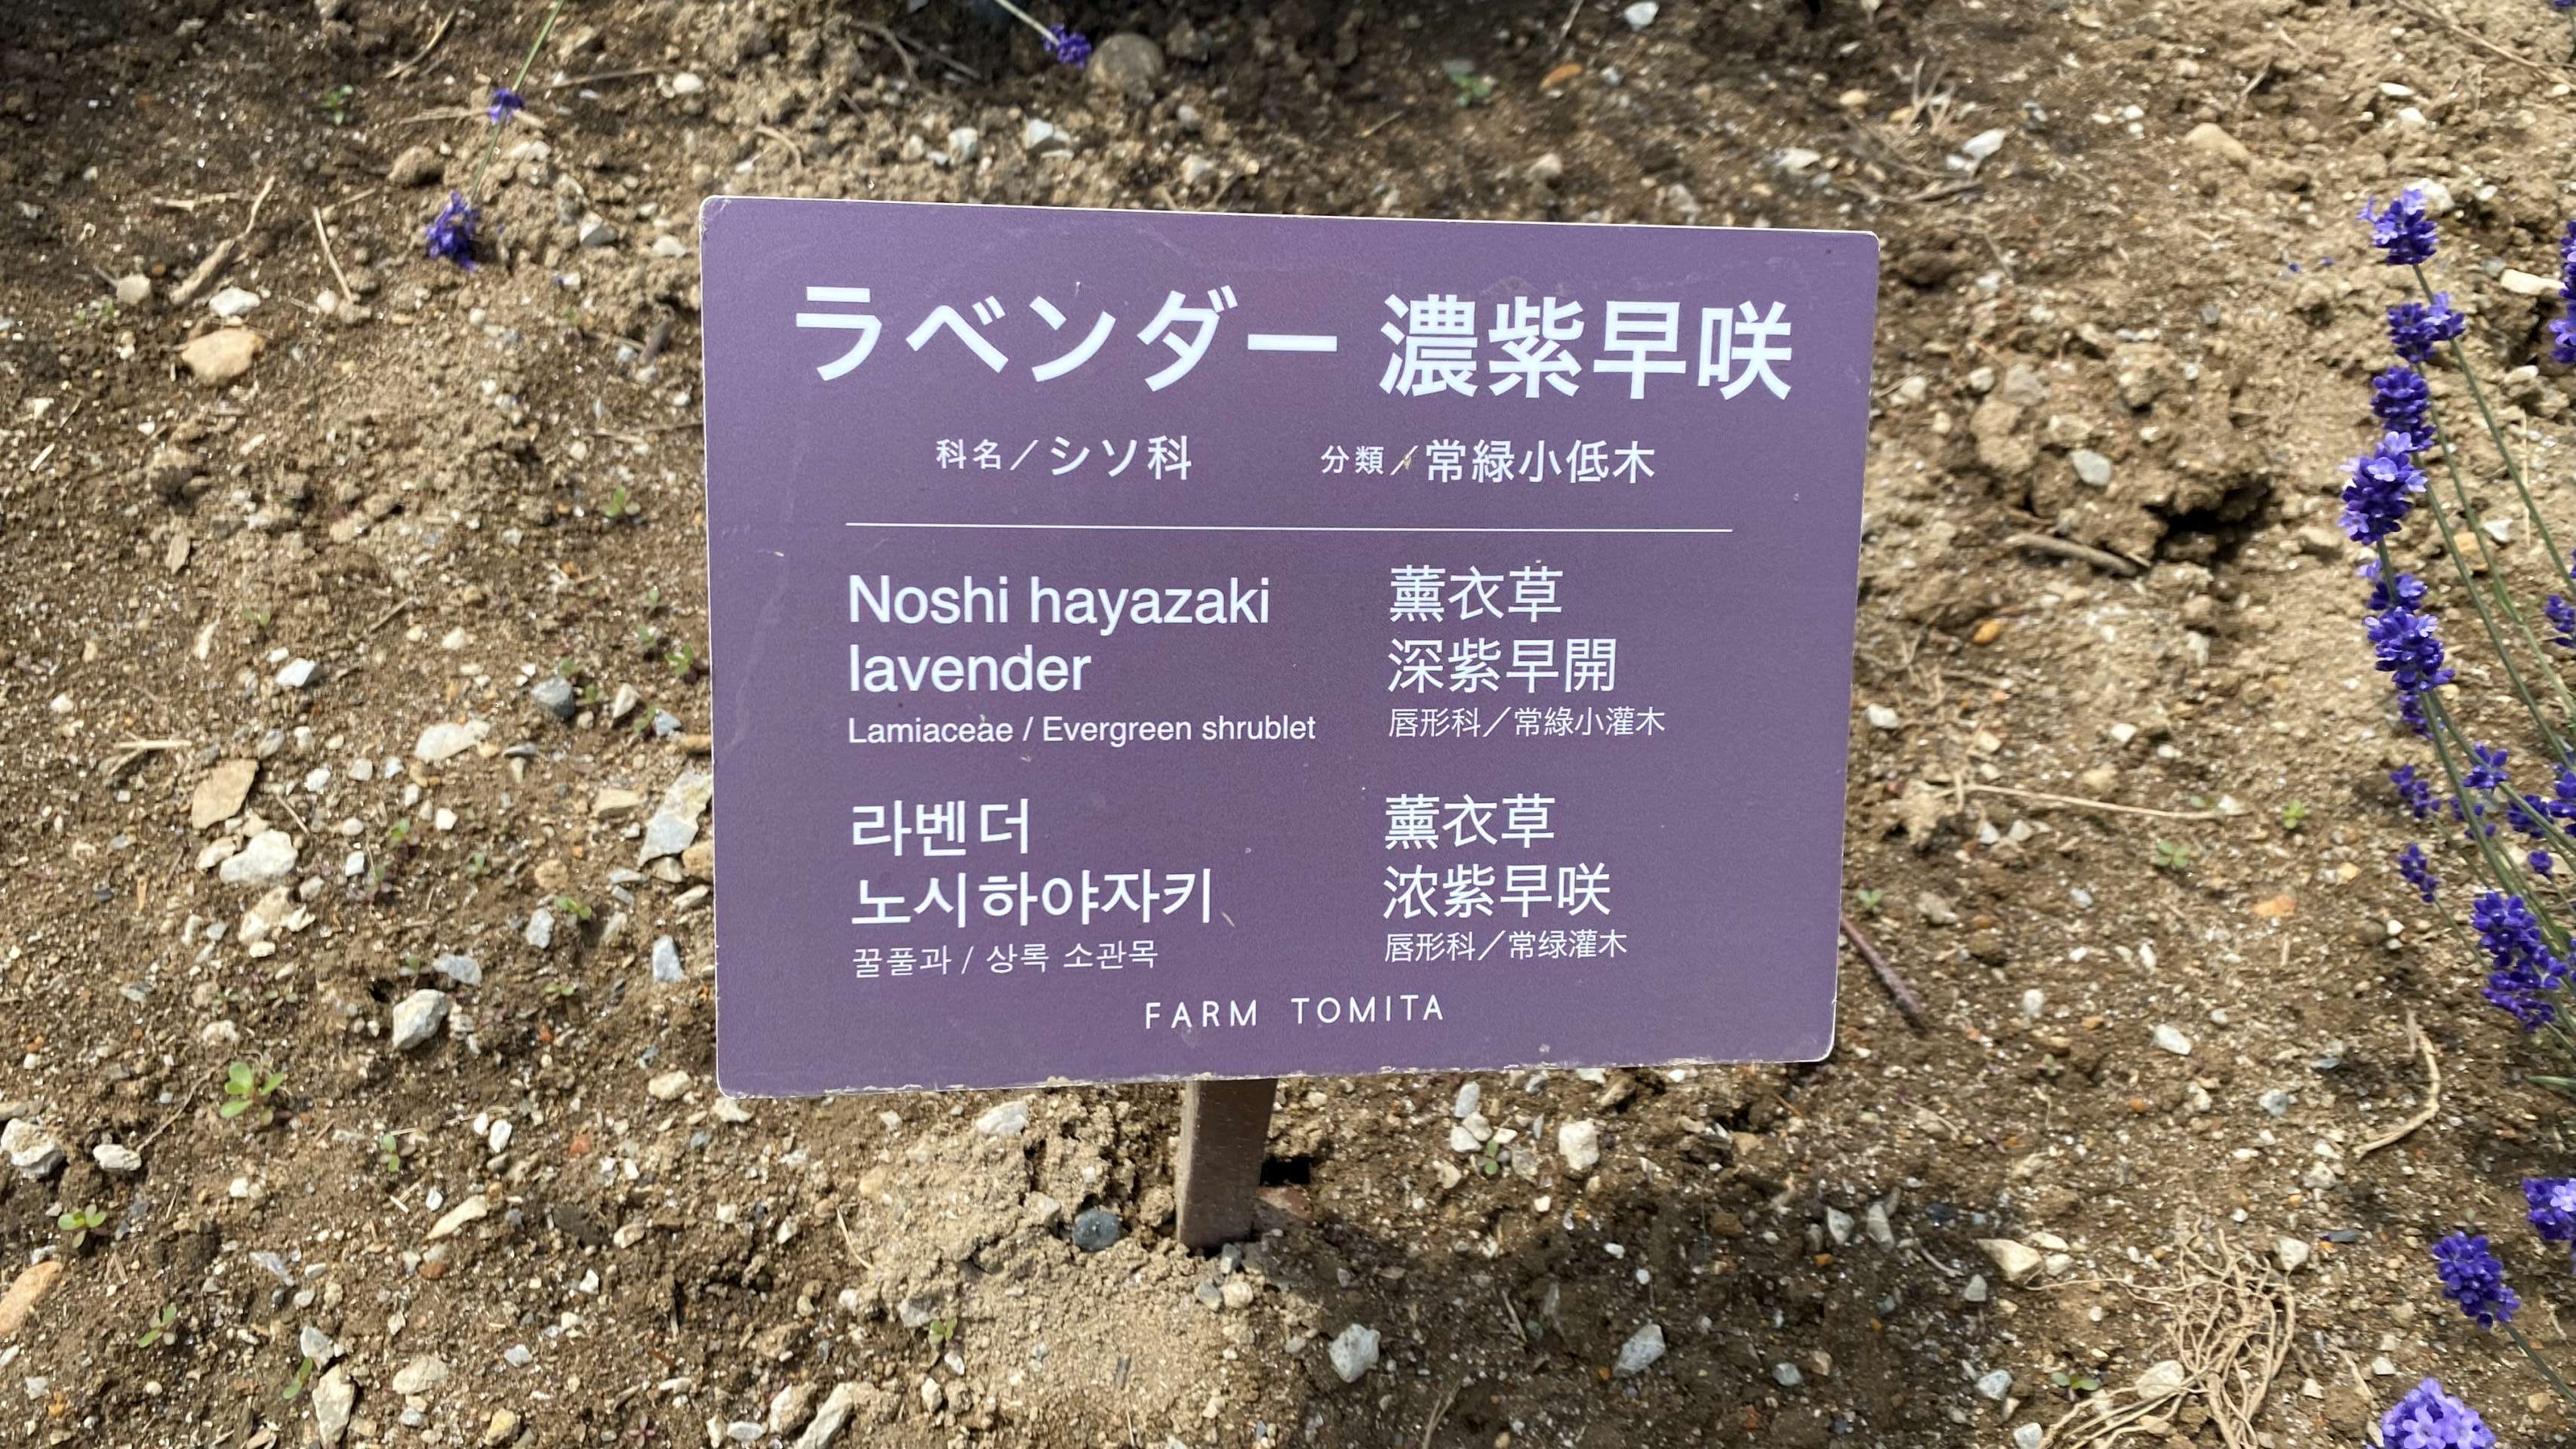 ラベンダー 濃紫早咲
科名／シソ科 分類／常緑小低木
Noshi hayazaki
lavender
Lamiaceae / Evergreen shrublet
薰衣草
深紫早開
唇形科／常綠小灌木
라벤더
노시하야자키
꿀풀과 / 상록 소관목
薰衣草
浓紫早咲
唇形科／常绿灌木
FARM TOMITA